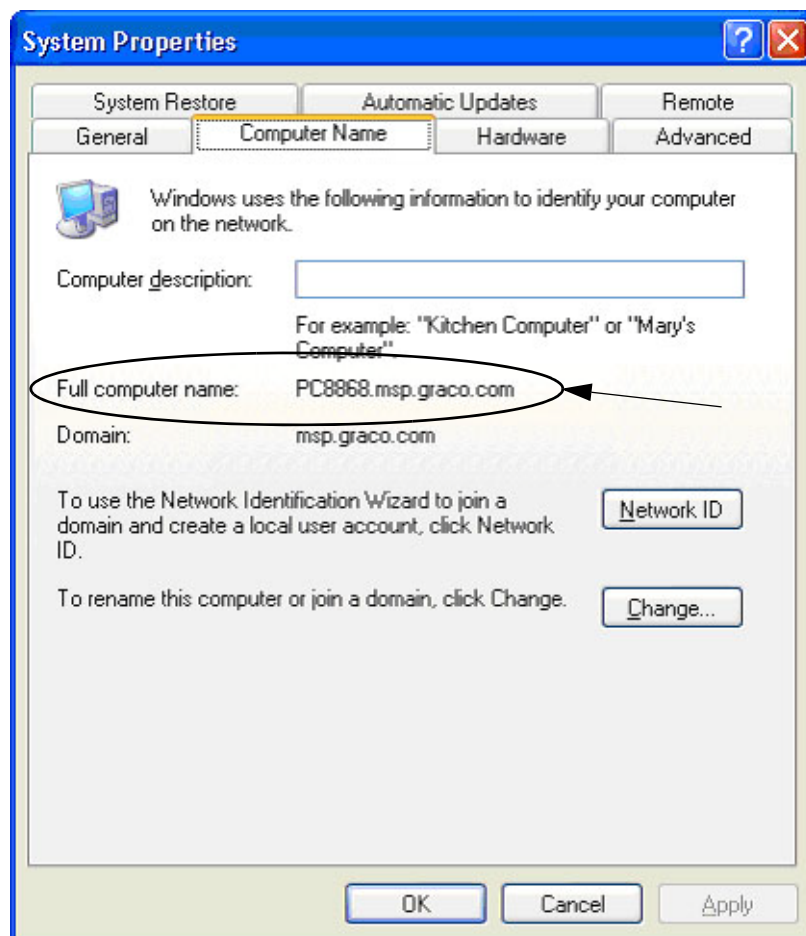 System Properties
System Restore Automatic Updates Remote
General Computer Name Hardware Advanced
Windows uses the following information to identify your computer
on the network.
Computer description:
For example: "Kitchen Computer" or "Mary's
Computer".
Full computer name: PC8868.msp.graco.com
Domain: msp.graco.com
To use the Network Identification Wizard to join a
domain and create a local user account, click Network
ID.
Network ID
To rename this computer or join a domain, click Change.
Change...
OK Cancel Apply